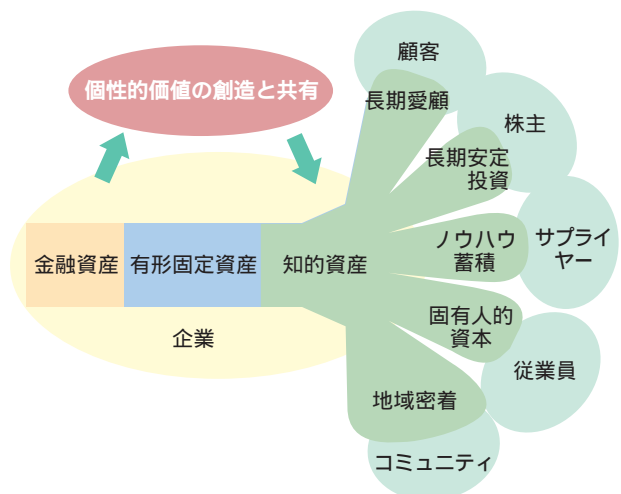 個性的価値の創造と共有
顧客
長期愛顧
株主
長期安定
投資
サプライ
ヤー
ノウハウ
蓄積
金融資産
有形固定資産
知的資産
固有人的
資本
企業
従業員
地域密着
コミュニティ